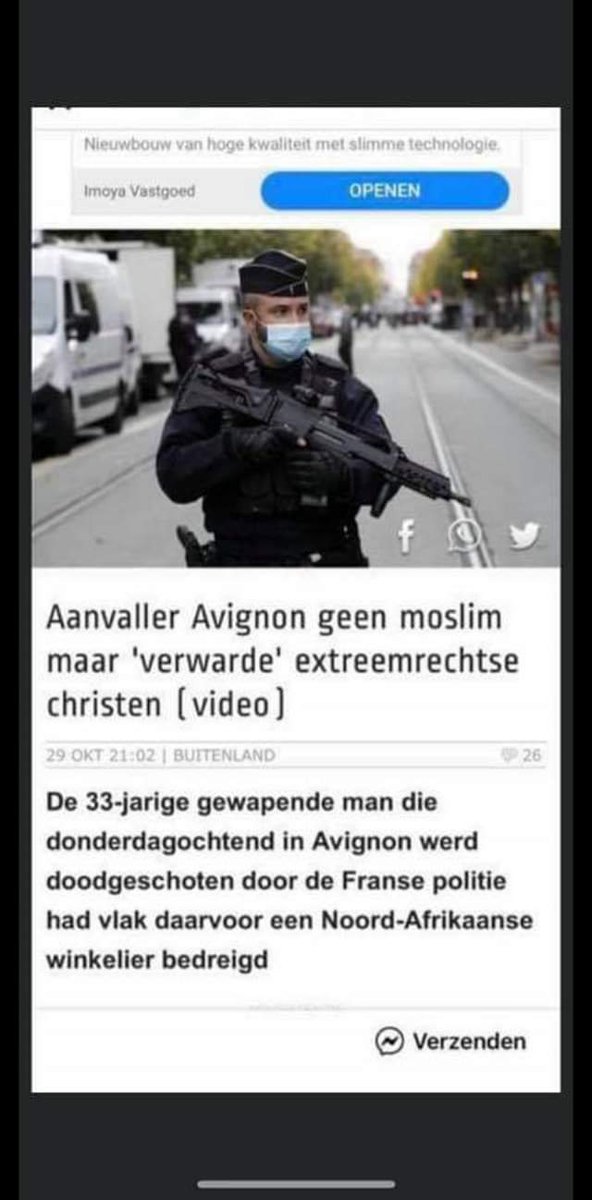 Nieuwbouw van hoge kwaliteit met slimme technologie.
Imoya Vastgoed
OPENEN
Aanvaller Avignon geen moslim
maar 'verwarde' extreemrechtse
christen (video)
29 OKT 21:02 | BUITENLAND
26
De 33-jarige gewapende man die
donderdagochtend in Avignon werd
doodgeschoten door de Franse politie
had vlak daarvoor een Noord-Afrikaanse
winkelier bedreigd
Verzenden